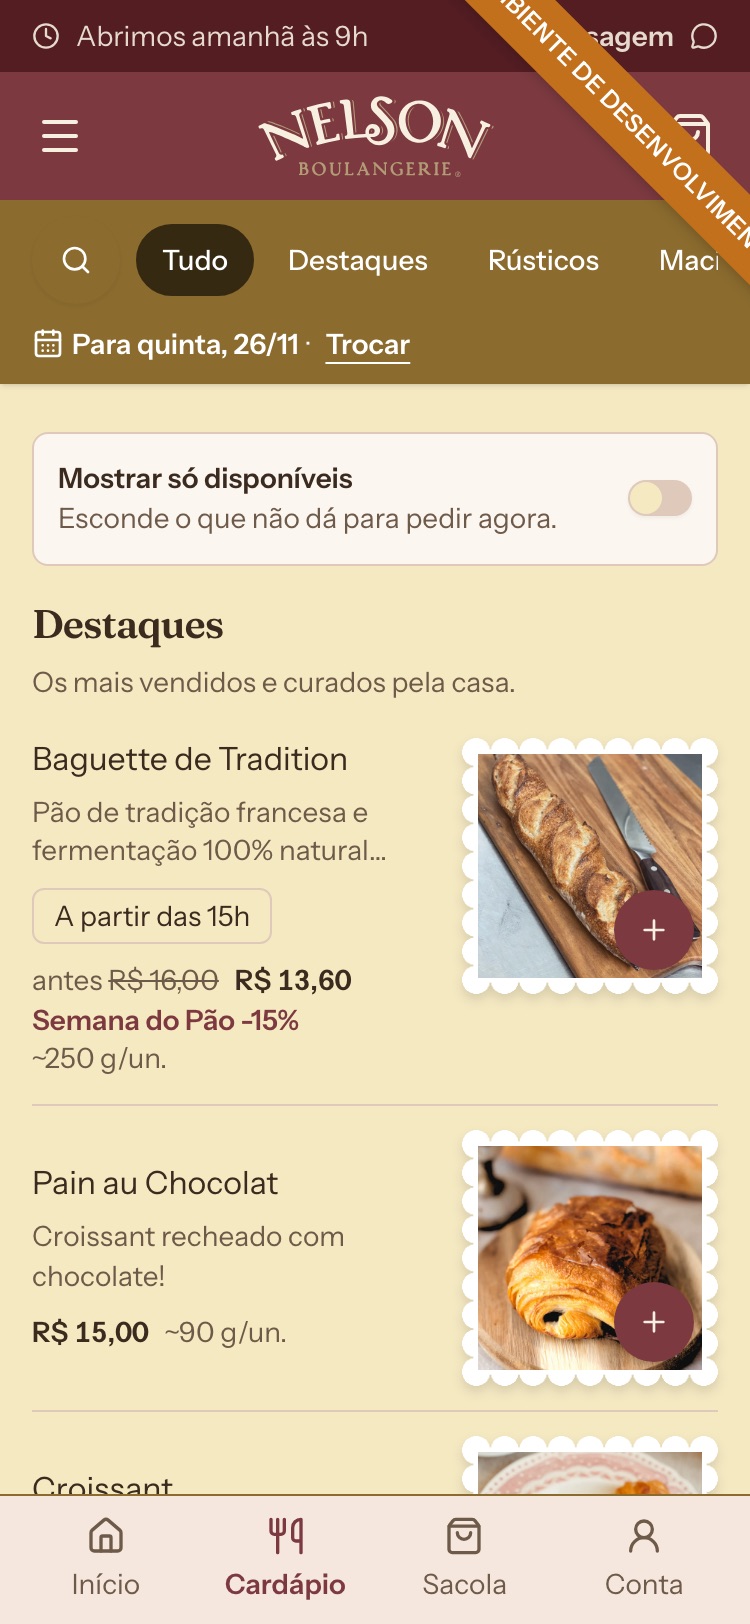 Abrimos amanhã às 9h
AMBIENTE DE DESENVOLVIMEN
NELSON
BOULANGERIE
Tudo
Destaques
Rústicos
Maci
Para quinta, 26/11 · Trocar
Mostrar só disponíveis
Esconde o que não dá para pedir agora.
Destaques
Os mais vendidos e curados pela casa.
Baguette de Tradition
Pão de tradição francesa e
fermentação 100% natural...
A partir das 15h
antes R$ 16,00 R$ 13,60
Semana do Pão -15%
~250 g/un.
Pain au Chocolat
Croissant recheado com
chocolate!
R$ 15,00 ~90 g/un.
Croissant
Início
Cardápio
Sacola
Conta